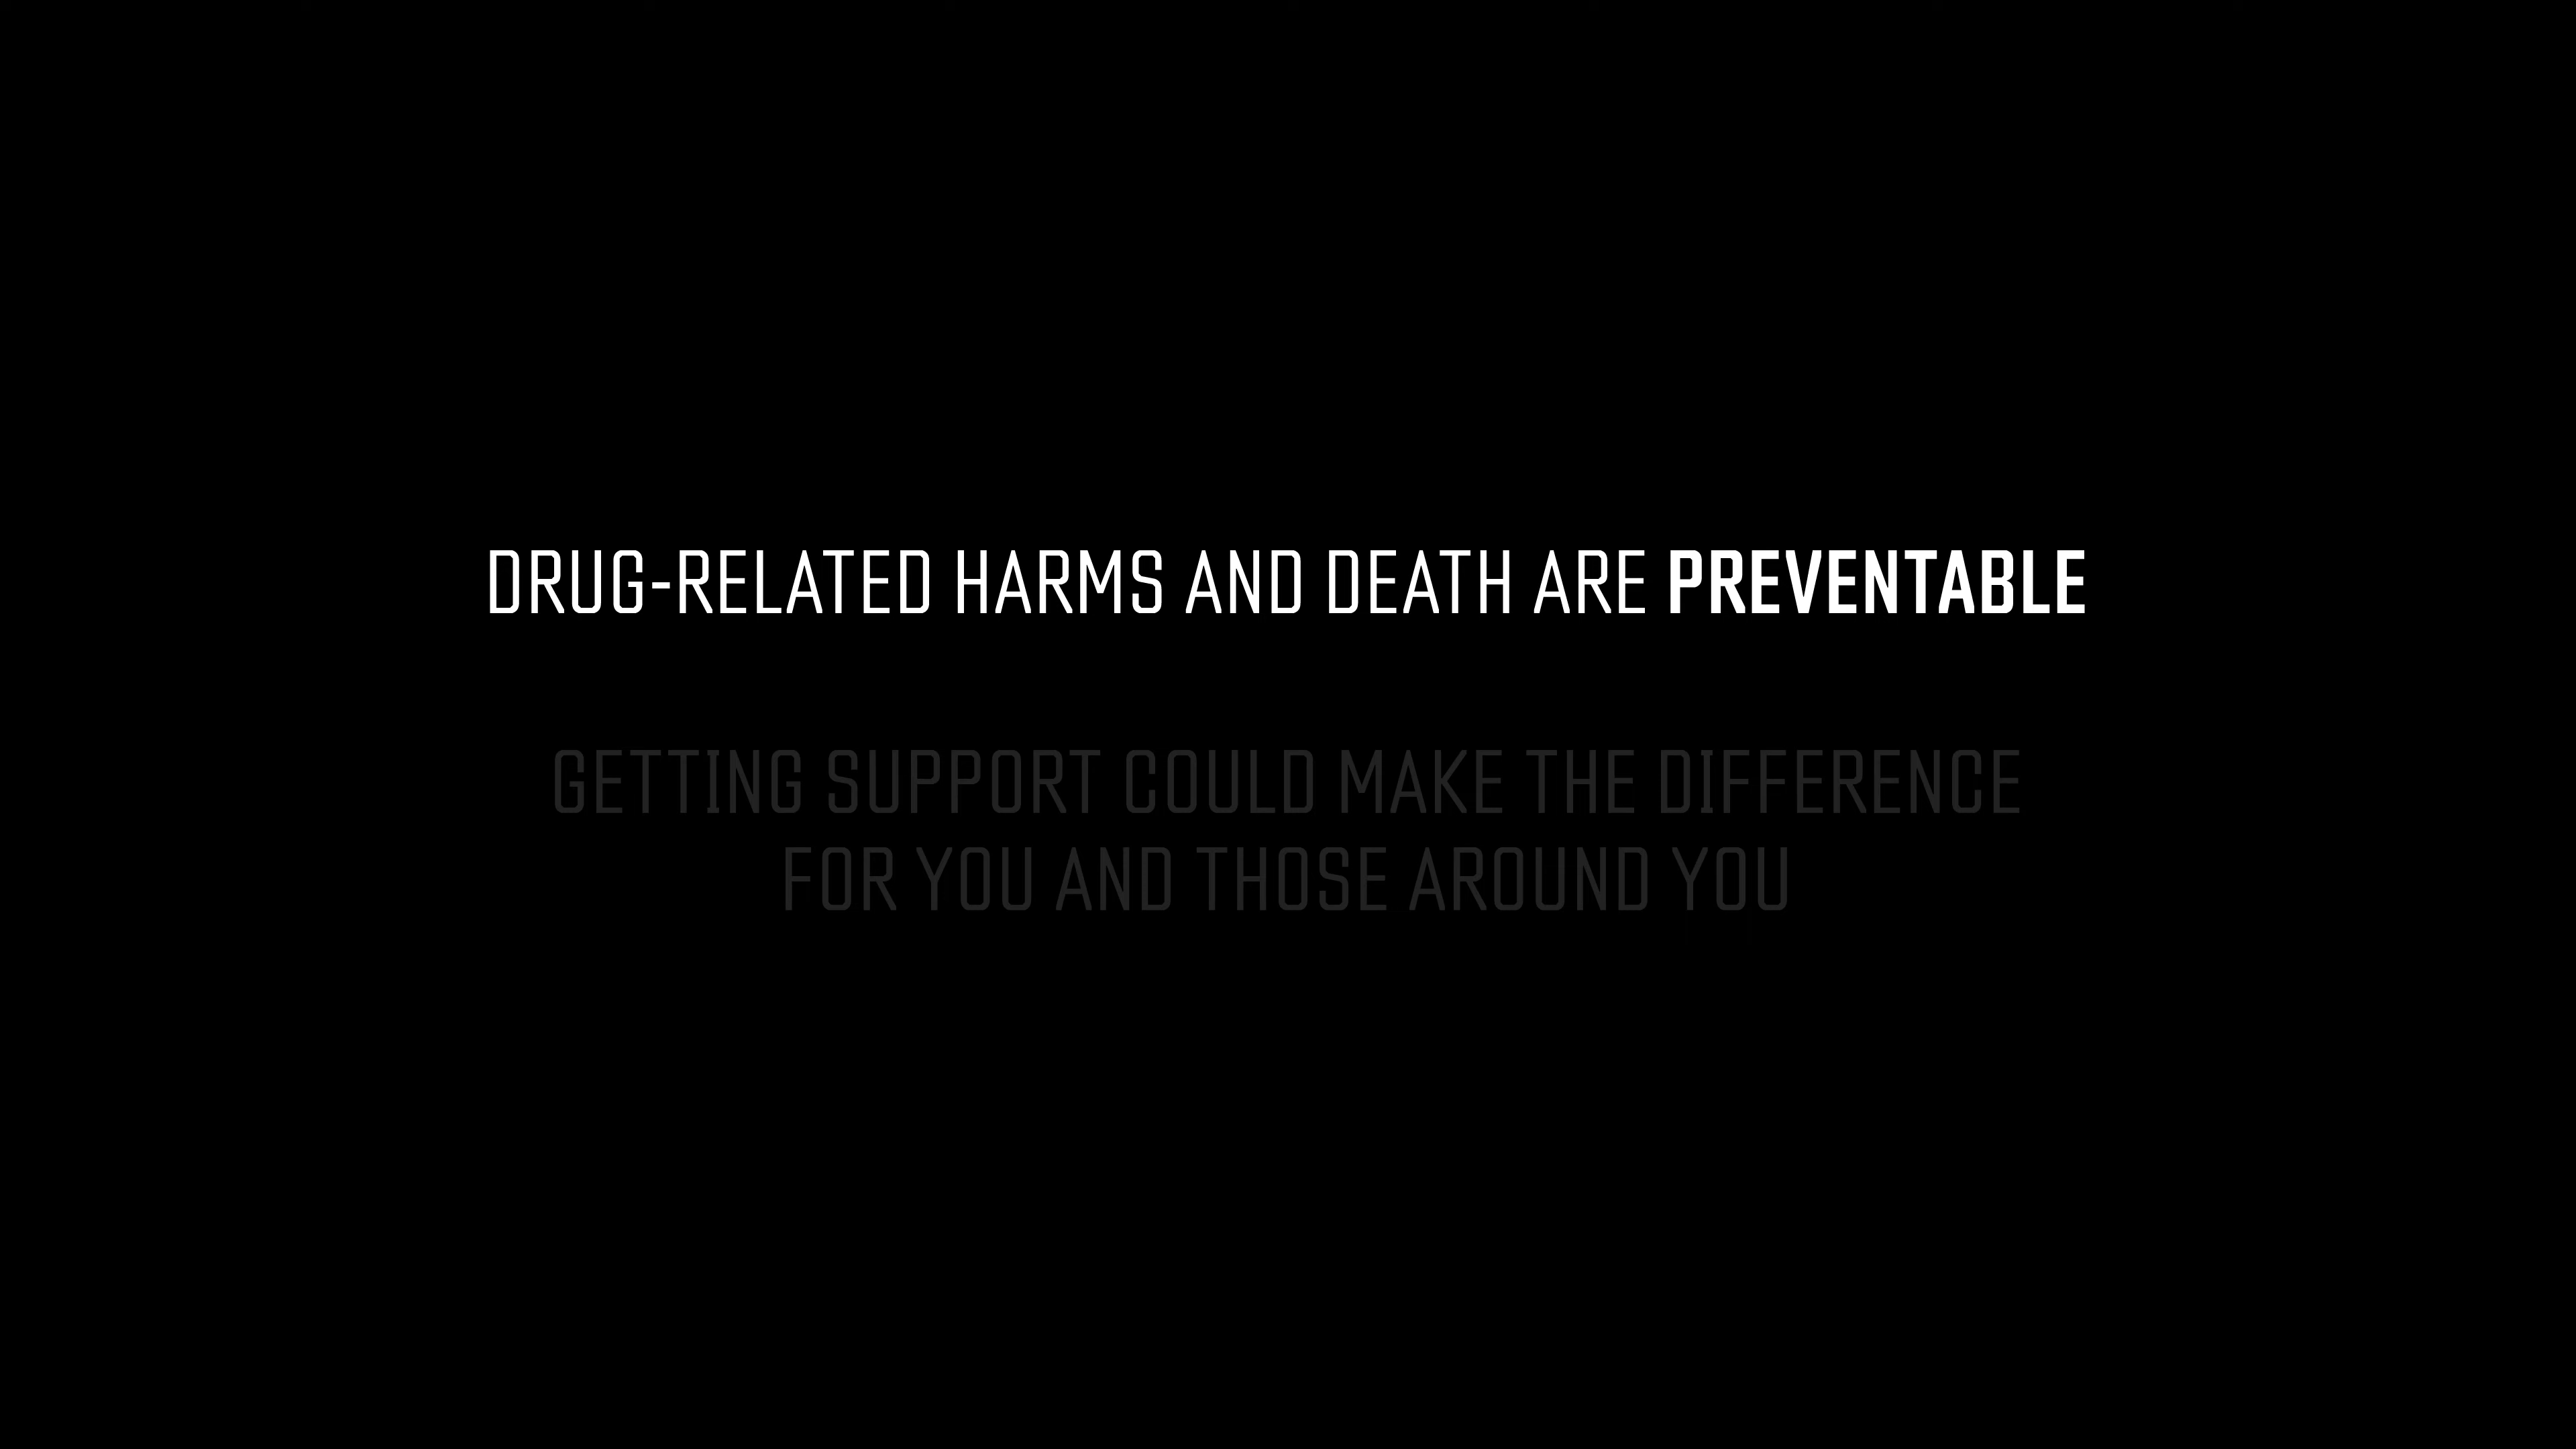 DRUG-RELATED HARMS AND DEATH ARE PREVENTABLE
GETTING SUPPORT COULD MAKE THE DIFFERENCE
FOR YOU AND THOSE AROUND YOU